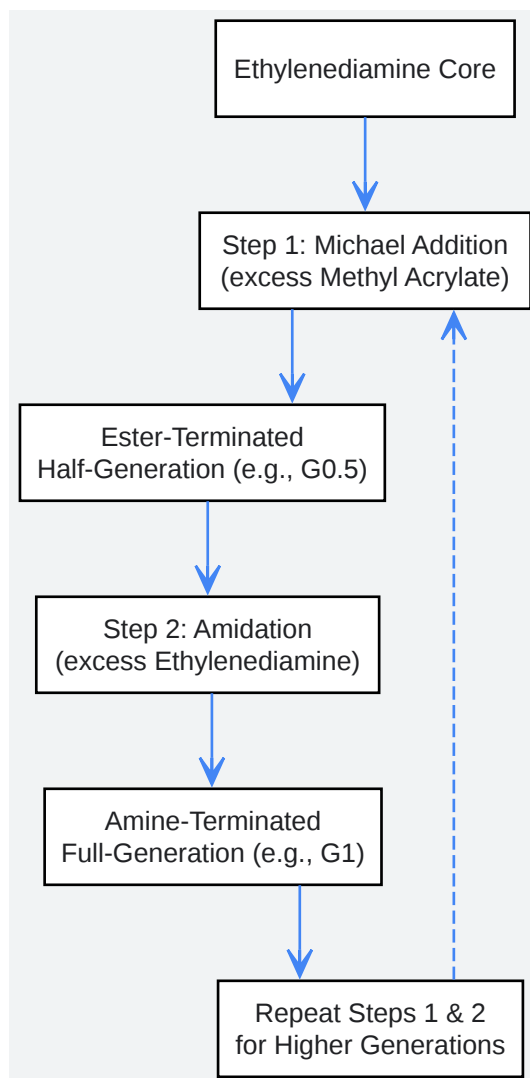 Ethylenediamine Core
Step 1: Michael Addition
(excess Methyl Acrylate)
Ester-Terminated
Half-Generation (e.g., G0.5)
Step 2: Amidation
(excess Ethylenediamine)
Amine-Terminated
Full-Generation (e.g., G1)
Repeat Steps 1 & 2
for Higher Generations